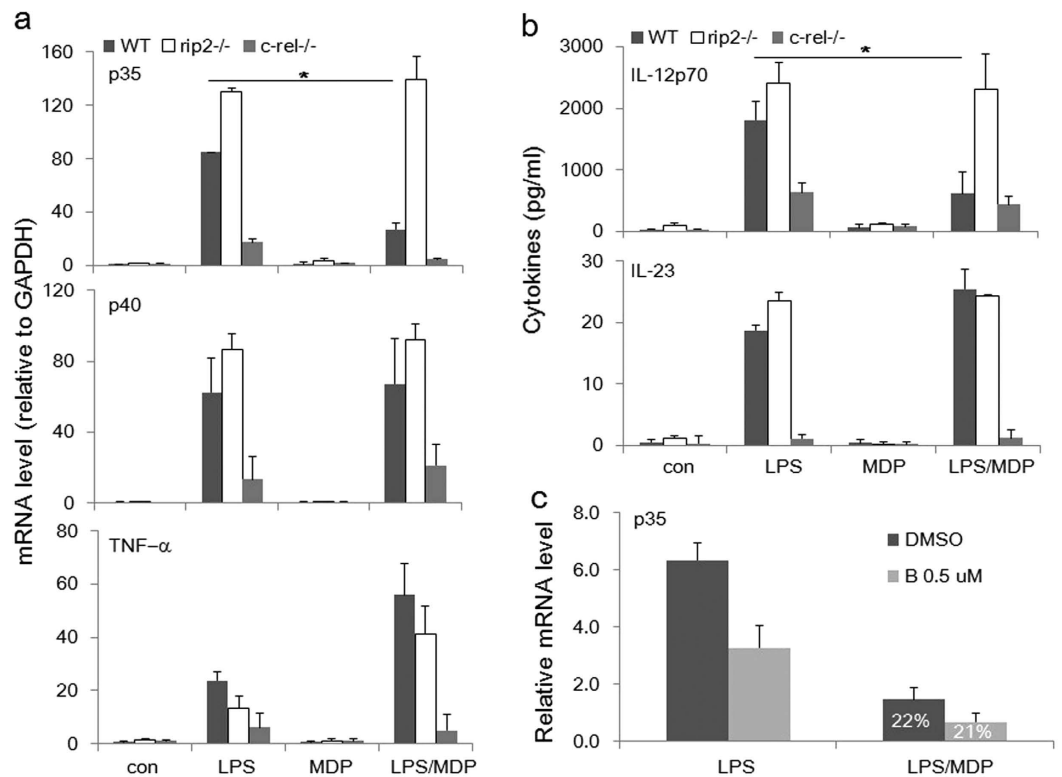 a
WT rip2-/- c-rel-/-
mRNA level (relative to GAPDH)
160
p35
*
120
80
40
0
120
p40
80
40
0
80
TNF-α
60
40
20
0
con LPS MDP LPS/MDP
b
WT rip2-/- c-rel-/-
Cytokines (pg/ml)
3000
IL-12p70
*
2000
1000
0
30
IL-23
20
10
0
con LPS MDP LPS/MDP
c
Relative mRNA level
8.0
p35
DMSO
B 0.5 uM
6.0
4.0
2.0
0.0
22%
21%
LPS LPS/MDP